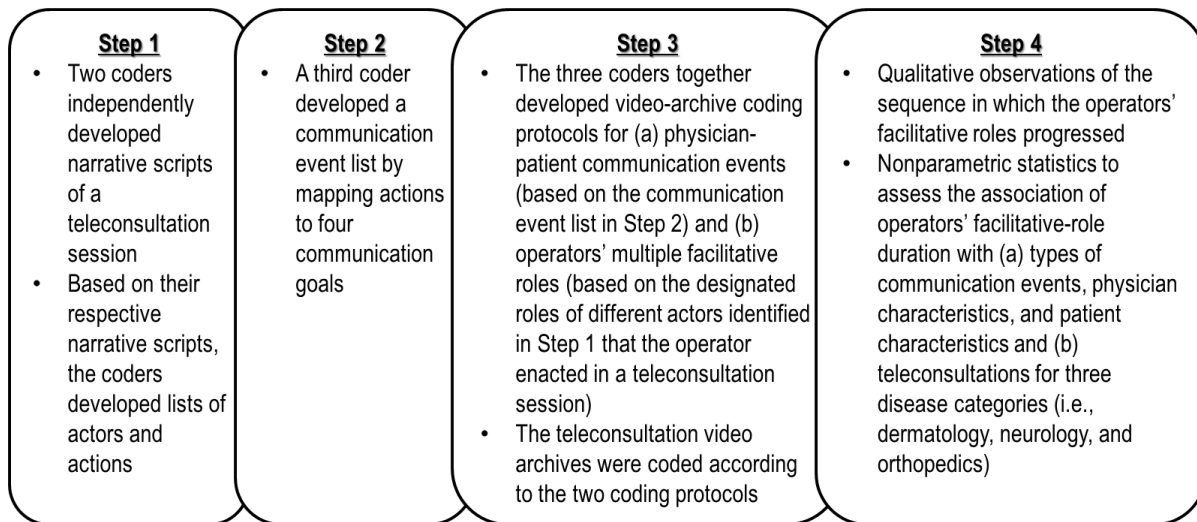 Step 1
• Two coders
independently
developed
narrative scripts
of a
teleconsultation
session
• Based on their
respective
narrative scripts,
the coders
developed lists of
actors and
actions
Step 2
• A third coder
developed a
communication
event list by
mapping actions
to four
communication
goals
Step 3
• The three coders together
developed video-archive coding
protocols for (a) physician-
patient communication events
(based on the communication
event list in Step 2) and (b)
operators’ multiple facilitative
roles (based on the designated
roles of different actors identified
in Step 1 that the operator
enacted in a teleconsultation
session)
• The teleconsultation video
archives were coded according
to the two coding protocols
Step 4
• Qualitative observations of the
sequence in which the operators’
facilitative roles progressed
• Nonparametric statistics to
assess the association of
operators’ facilitative-role
duration with (a) types of
communication events, physician
characteristics, and patient
characteristics and (b)
teleconsultations for three
disease categories (i.e.,
dermatology, neurology, and
orthopedics)